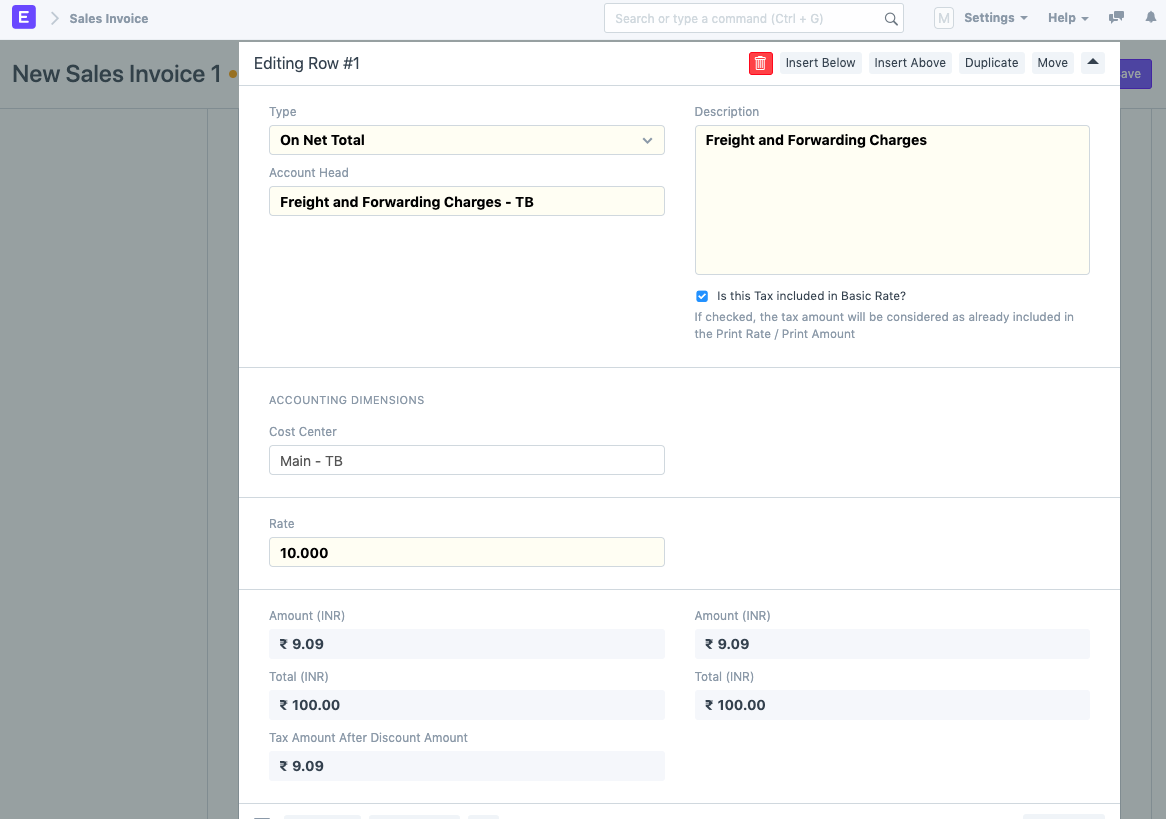 E
Sales Invoice
Search or type a command (Ctrl + G)
M
Settings
Help
New Sales Invoice 1
ave
Editing Row #1
Insert Below
Insert Above
Duplicate
Move
Type
On Net Total
Account Head
Freight and Forwarding Charges - TB
Description
Freight and Forwarding Charges
Is this Tax included in Basic Rate?
If checked, the tax amount will be considered as already included in
the Print Rate / Print Amount
ACCOUNTING DIMENSIONS
Cost Center
Main - TB
Rate
10.000
Amount (INR)
₹ 9.09
Total (INR)
₹ 100.00
Tax Amount After Discount Amount
₹ 9.09
Amount (INR)
₹ 9.09
Total (INR)
₹ 100.00